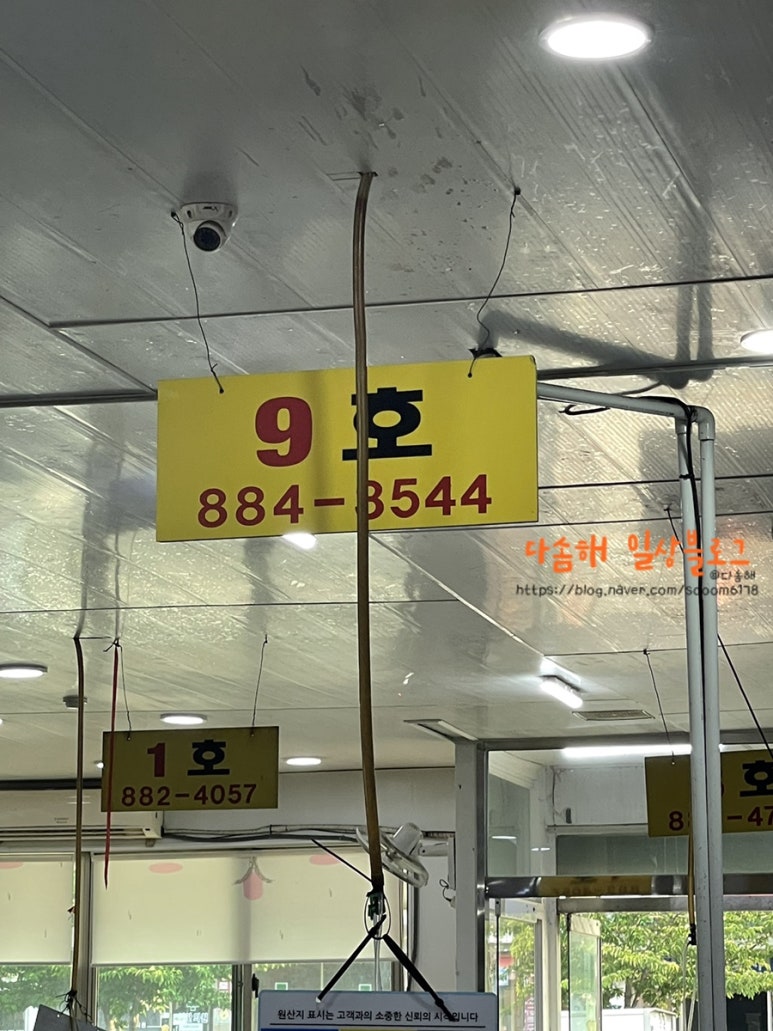 9 호
884-3544
다솜해 일상블로그
©다솜해
https://blog.naver.com/sooom6178
1 호
882-4057
호
원산지 표시는 고객과의 소중한 신뢰의 시작입니다